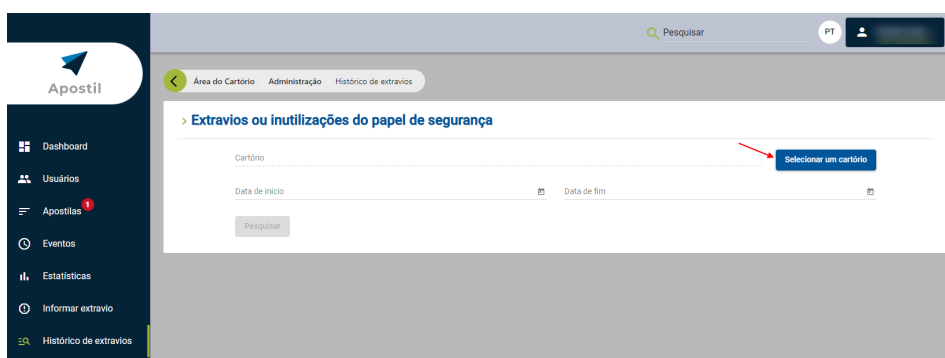 Pesquisar
PT
Apostil
Área do Cartório Administração Histórico de extravios
> Extravios ou inutilizações do papel de segurança
Cartório
Selecionar um cartório
Data de início
Data de fim
Pesquisar
Dashboard
Usuários
Apostilas 1
Eventos
Estatísticas
Informar extravio
Histórico de extravios